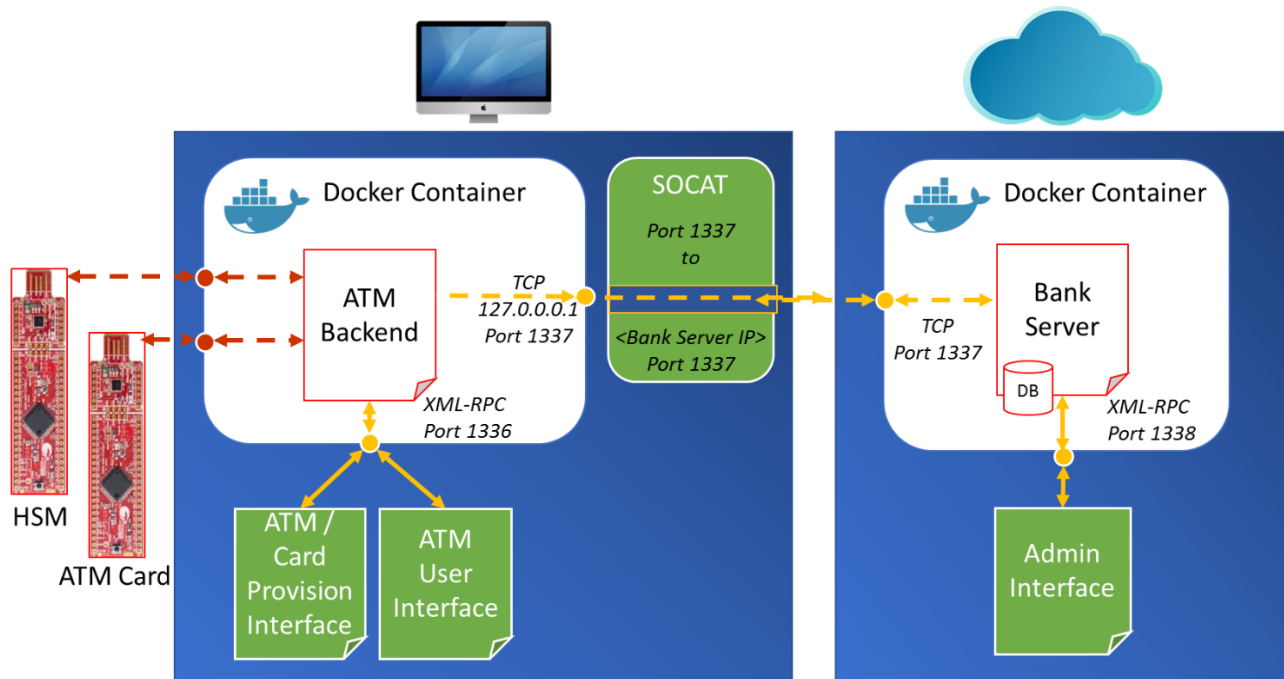 Docker Container
SOCAT
Port 1337
to
<Bank Server IP>
Port 1337
ATM
Backend
TCP
127.0.0.0.1
Port 1337
XML-RPC
Port 1336
HSM
ATM Card
ATM /
Card
Provision
Interface
ATM
User
Interface
Docker Container
TCP
Port 1337
Bank
Server
DB
XML-RPC
Port 1338
Admin
Interface